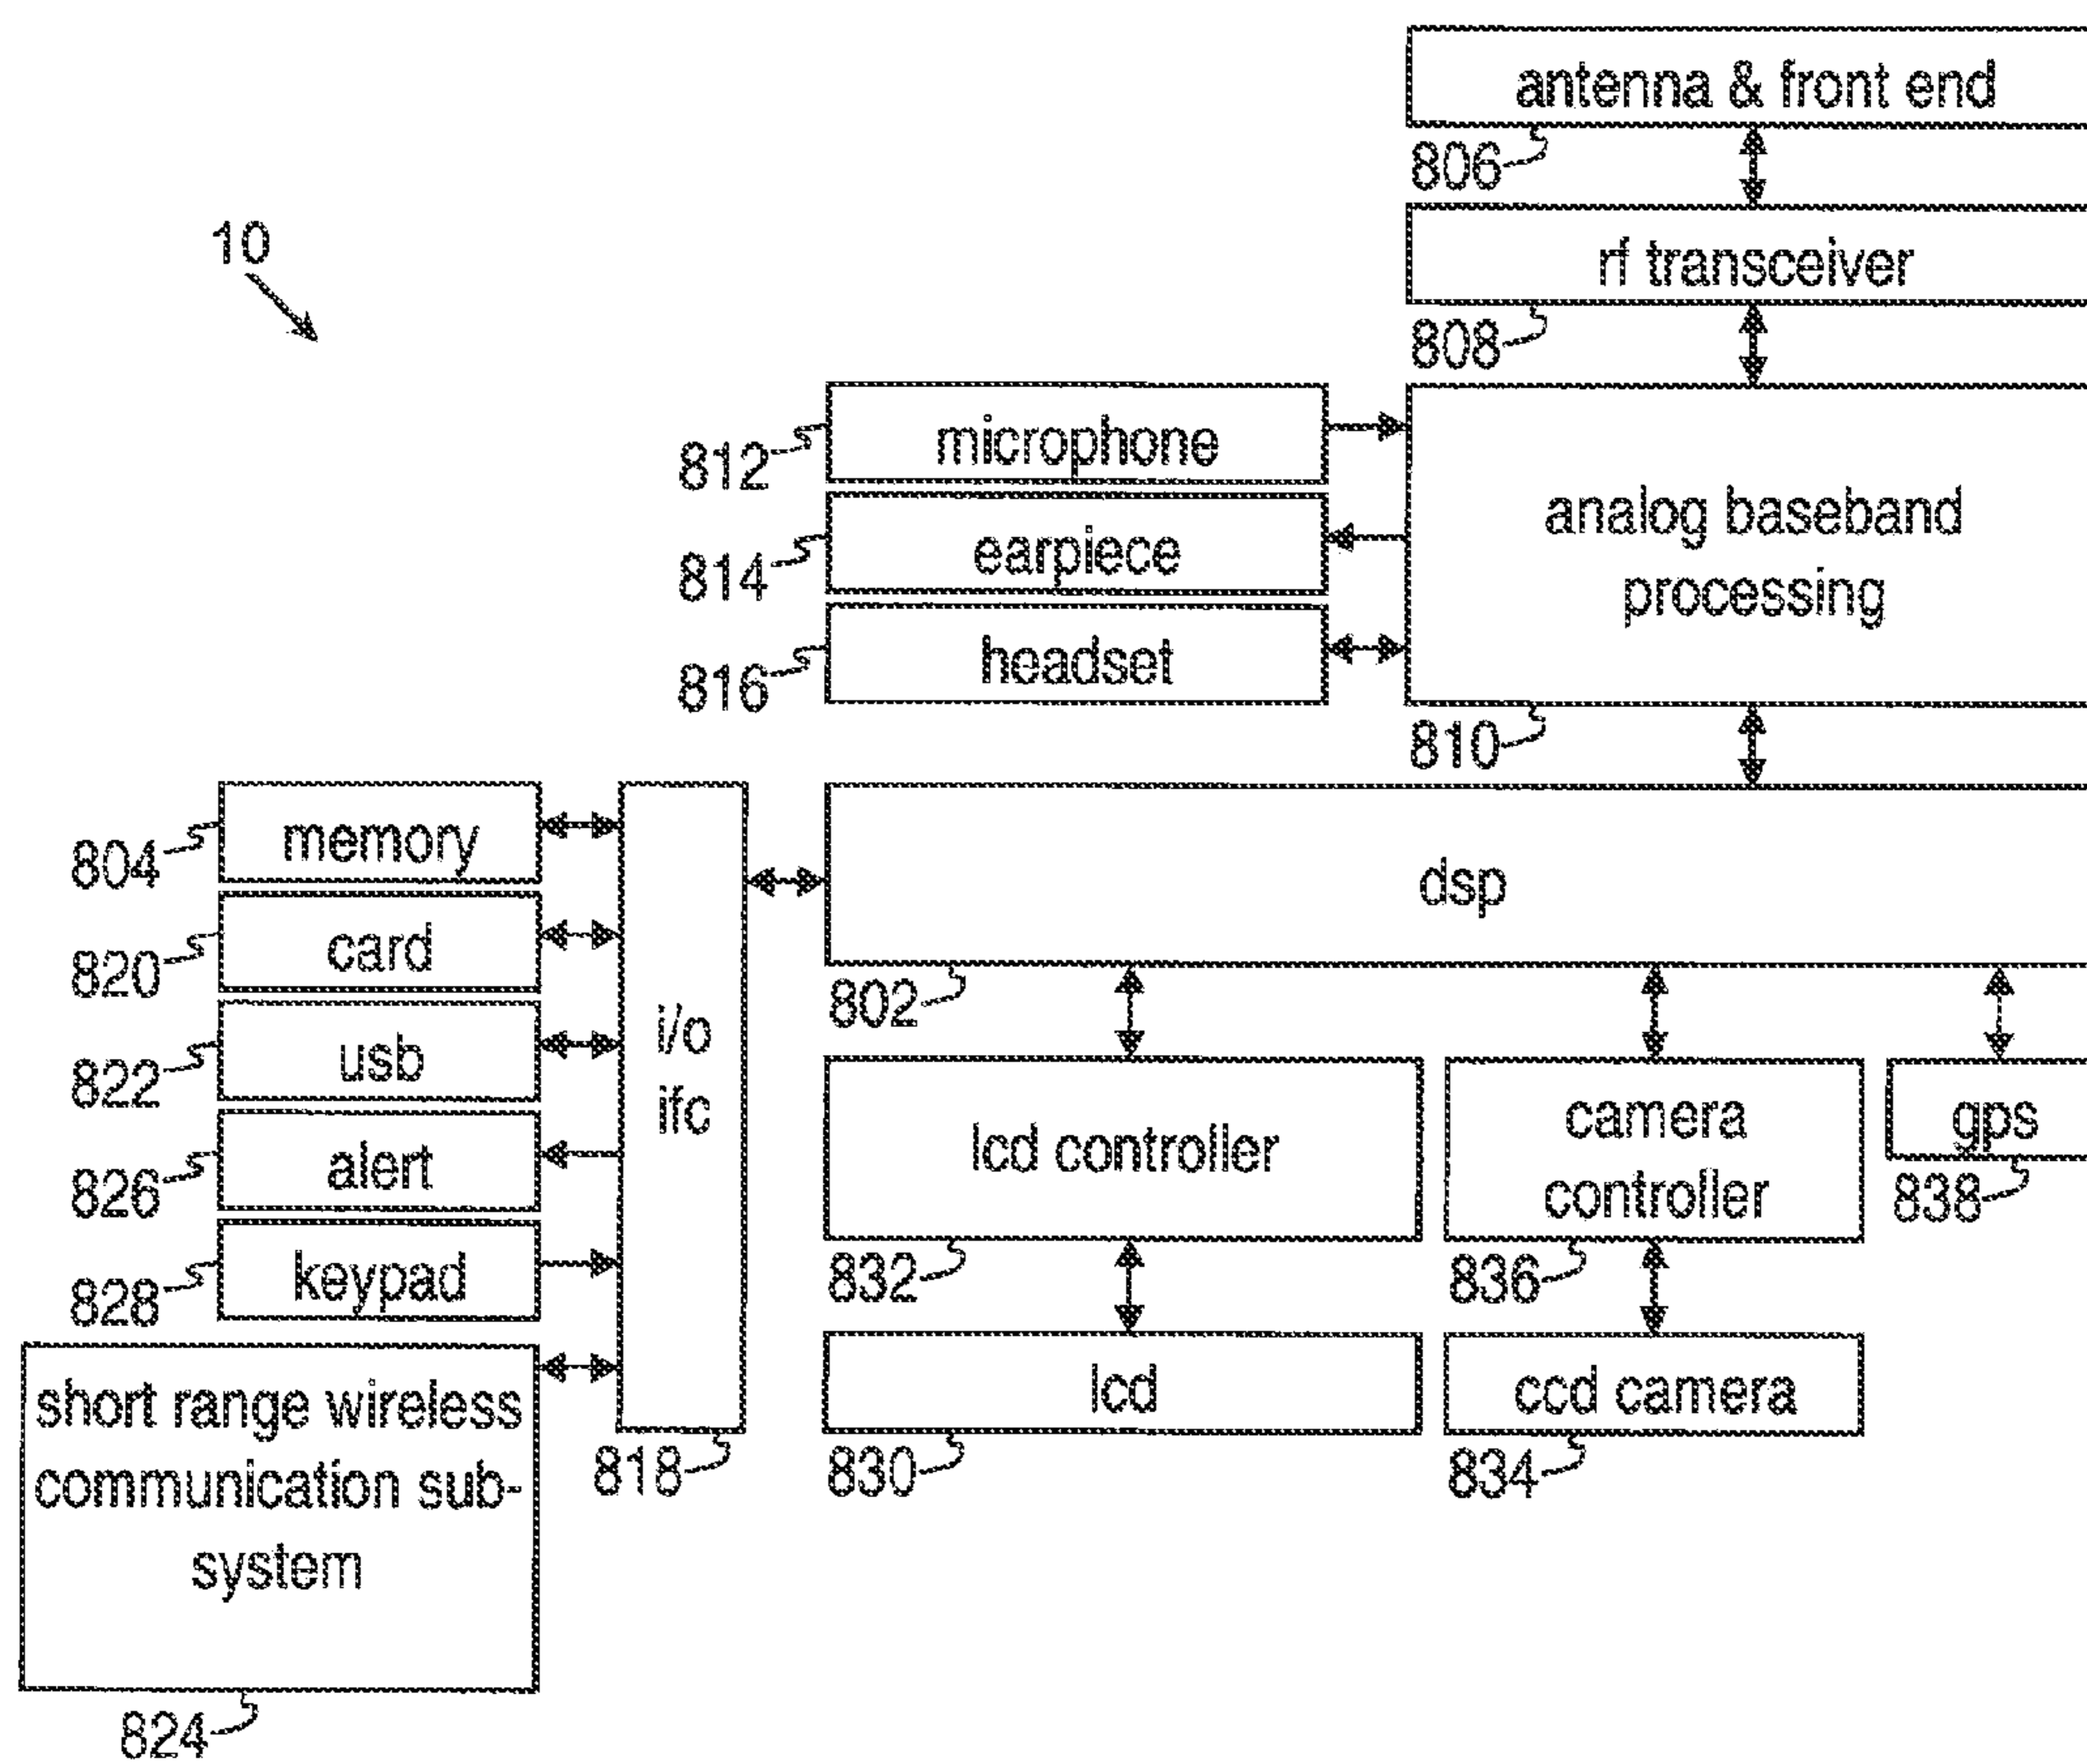 antenna & front end
806
10
rf transceiver
808
microphone
812
earpiece
814
headset
816
analog baseband
processing
810
memory
804
card
820
usb
822
alert
826
keypad
828
short range wireless
communication sub-
system
824
i/o
ifc
818
dsp
802
lcd controller
832
lcd
830
camera
controller
836
ccd camera
834
gps
838